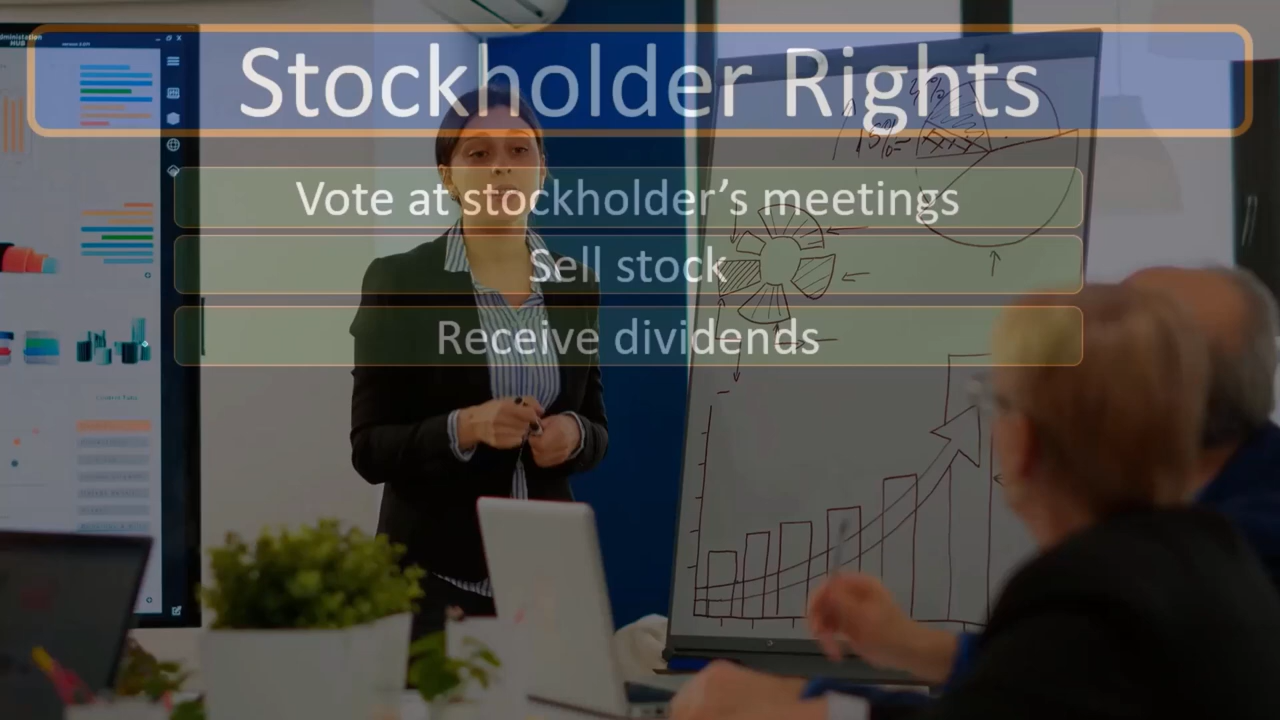 Stockholder Rights
Vote at stockholder’s meetings
Sell stock
Receive dividends